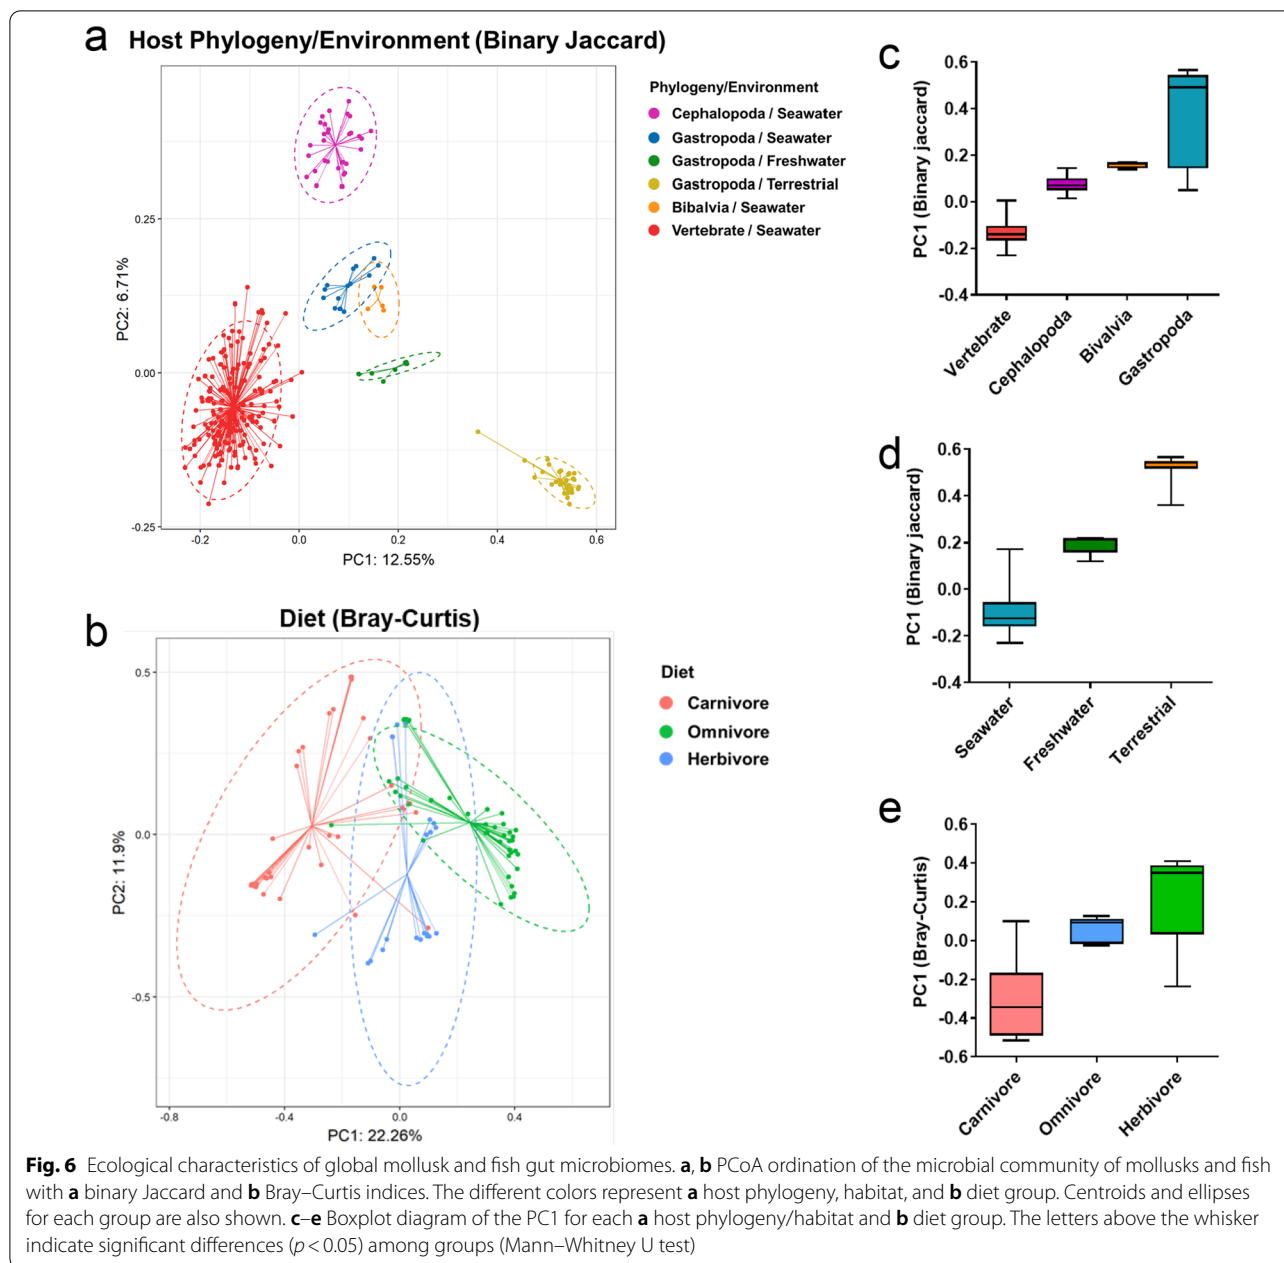 a Host Phylogeny/Environment (Binary Jaccard)
PC2: 6.71%
0.25
0.00
-0.25
-0.2 0.0 0.2 0.4 0.6
PC1: 12.55%
Phylogeny/Environment
Cephalopoda / Seawater
Gastropoda / Seawater
Gastropoda / Freshwater
Gastropoda / Terrestrial
Bibalvia / Seawater
Vertebrate / Seawater
b Diet (Bray-Curtis)
PC2: 11.9%
0.5
0.0
-0.5
-0.8 -0.4 0.0 0.4
PC1: 22.26%
Diet
Carnivore
Omnivore
Herbivore
c
PC1 (Binary jaccard)
0.6
0.4
0.2
0.0
-0.2
-0.4
Vertebrate
Cephalopoda
Bivalvia
Gastropoda
d
PC1 (Binary jaccard)
0.6
0.4
0.2
0.0
-0.2
-0.4
Seawater
Freshwater
Terrestrial
e
PC1 (Bray-Curtis)
0.6
0.4
0.2
0.0
-0.2
-0.4
-0.6
Carnivore
Omnivore
Herbivore
Fig. 6 Ecological characteristics of global mollusk and fish gut microbiomes. a, b PCoA ordination of the microbial community of mollusks and fish
with a binary Jaccard and b Bray–Curtis indices. The different colors represent a host phylogeny, habitat, and b diet group. Centroids and ellipses
for each group are also shown. c–e Boxplot diagram of the PC1 for each a host phylogeny/habitat and b diet group. The letters above the whisker
indicate significant differences (p < 0.05) among groups (Mann–Whitney U test)